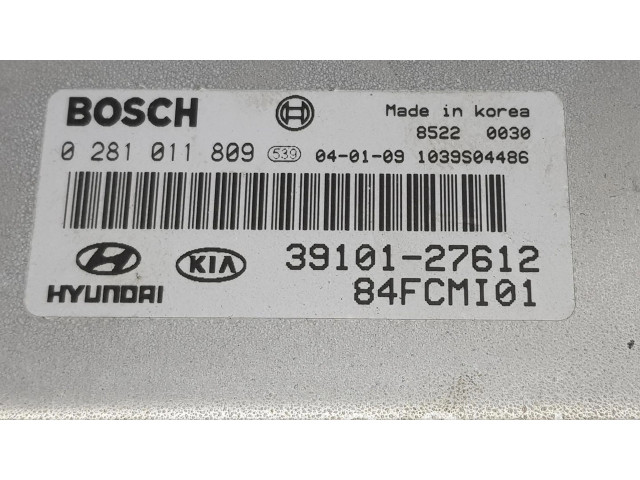 BOSCH Made in korea
8522 0030
0 281 011 809 539 04-01-09 1039S04486
HYUNDAI KIA 39101-27612
84FCMI01